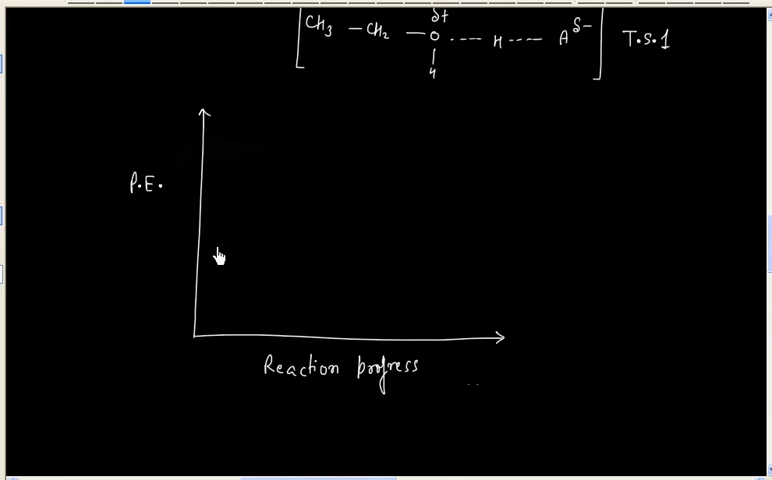 CH3 – CH2 – O ---- H ---- A δ– T.S.1
δ+
H
P.E.
Reaction progress